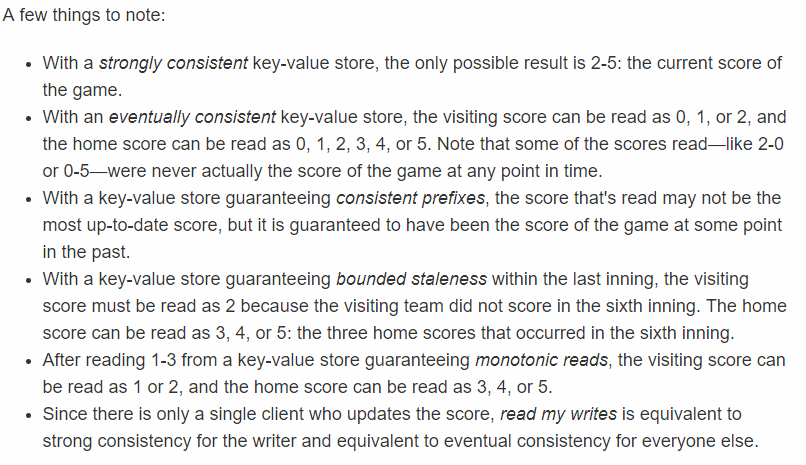 A few things to note:
• With a strongly consistent key-value store, the only possible result is 2-5: the current score of
the game.
• With an eventually consistent key-value store, the visiting score can be read as 0, 1, or 2, and
the home score can be read as 0, 1, 2, 3, 4, or 5. Note that some of the scores read—like 2-0
or 0-5—were never actually the score of the game at any point in time.
• With a key-value store guaranteeing consistent prefixes, the score that's read may not be the
most up-to-date score, but it is guaranteed to have been the score of the game at some point
in the past.
• With a key-value store guaranteeing bounded staleness within the last inning, the visiting
score must be read as 2 because the visiting team did not score in the sixth inning. The home
score can be read as 3, 4, or 5: the three home scores that occurred in the sixth inning.
• After reading 1-3 from a key-value store guaranteeing monotonic reads, the visiting score can
be read as 1 or 2, and the home score can be read as 3, 4, or 5.
• Since there is only a single client who updates the score, read my writes is equivalent to
strong consistency for the writer and equivalent to eventual consistency for everyone else.